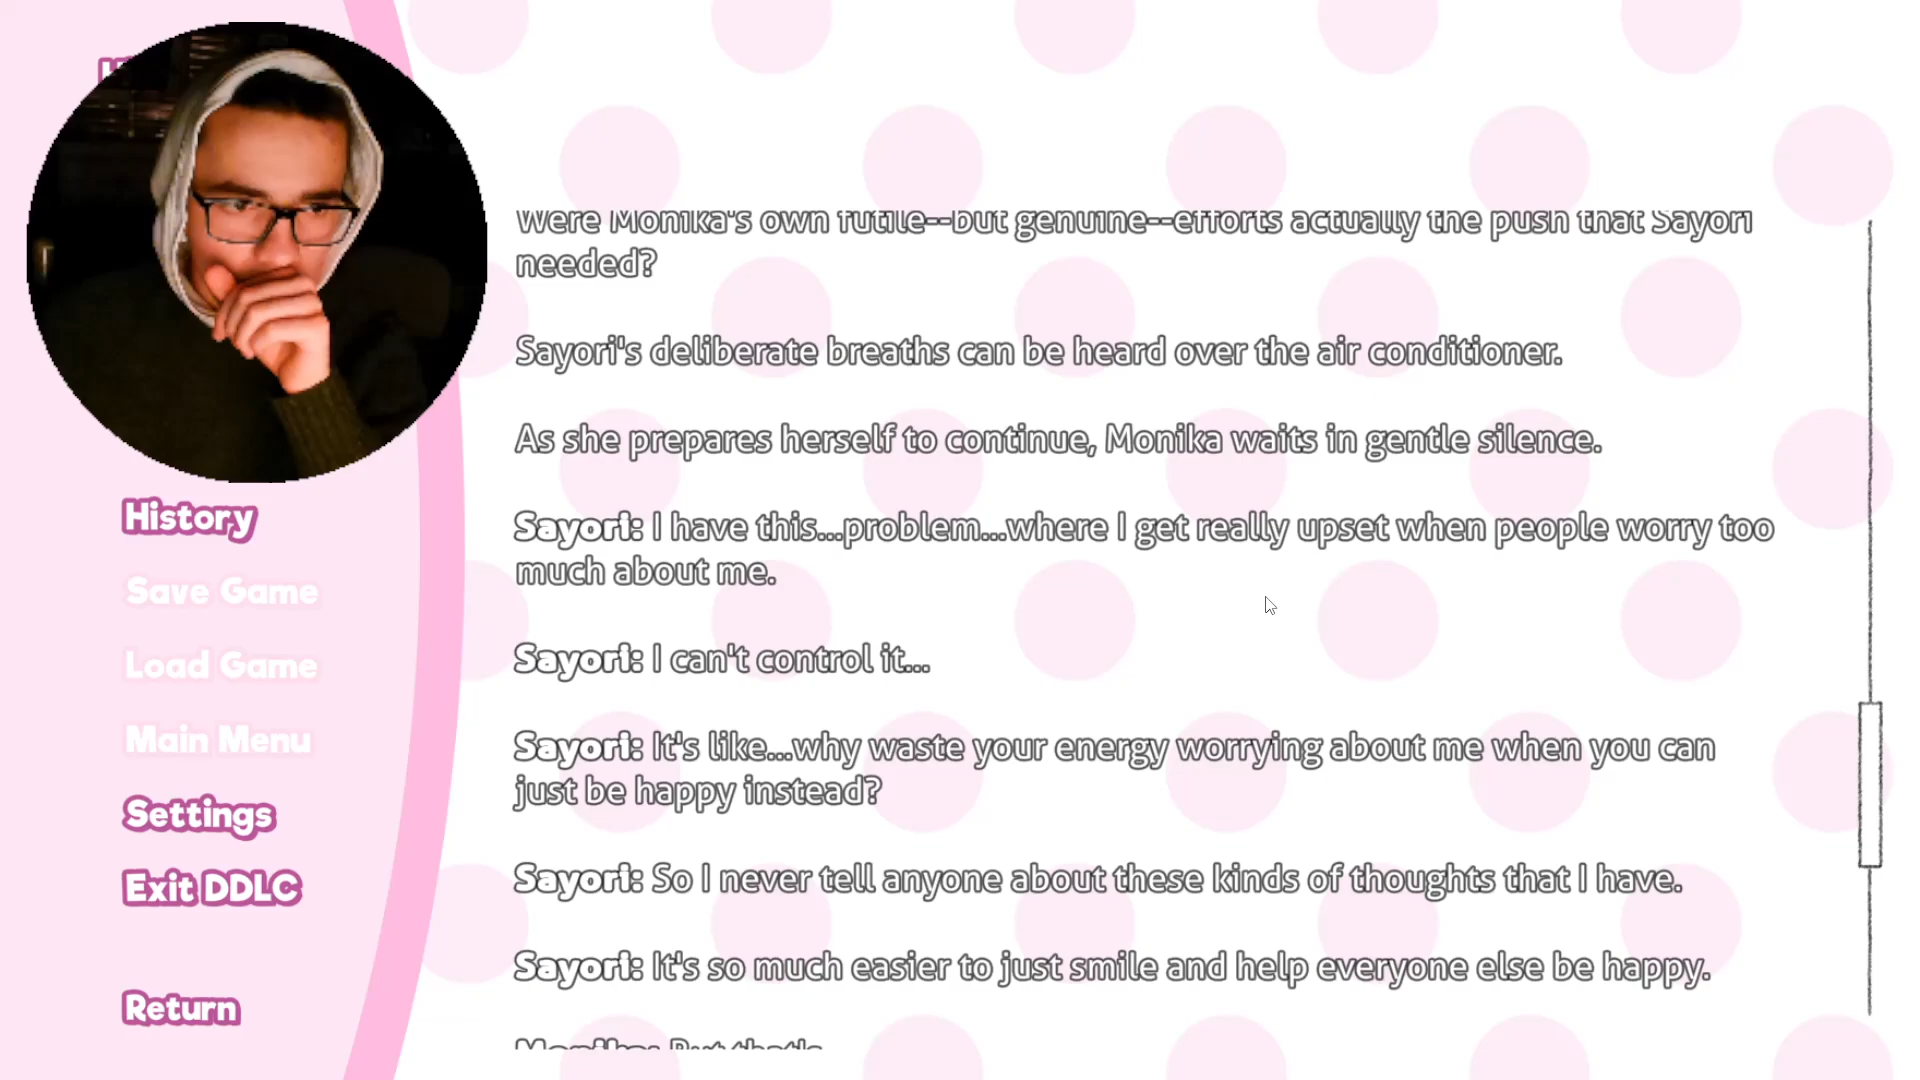 Were Monika's own futile--but genuine--efforts actually the push that Sayori
needed?
Sayori's deliberate breaths can be heard over the air conditioner.
As she prepares herself to continue, Monika waits in gentle silence.
Sayori: I have this...problem...where I get really upset when people worry too
much about me.
Sayori: I can't control it...
Sayori: It's like...why waste your energy worrying about me when you can
just be happy instead?
Sayori: So I never tell anyone about these kinds of thoughts that I have.
Sayori: It's so much easier to just smile and help everyone else be happy.
Monika: But that's
History
Save Game
Load Game
Main Menu
Settings
Exit DDLC
Return